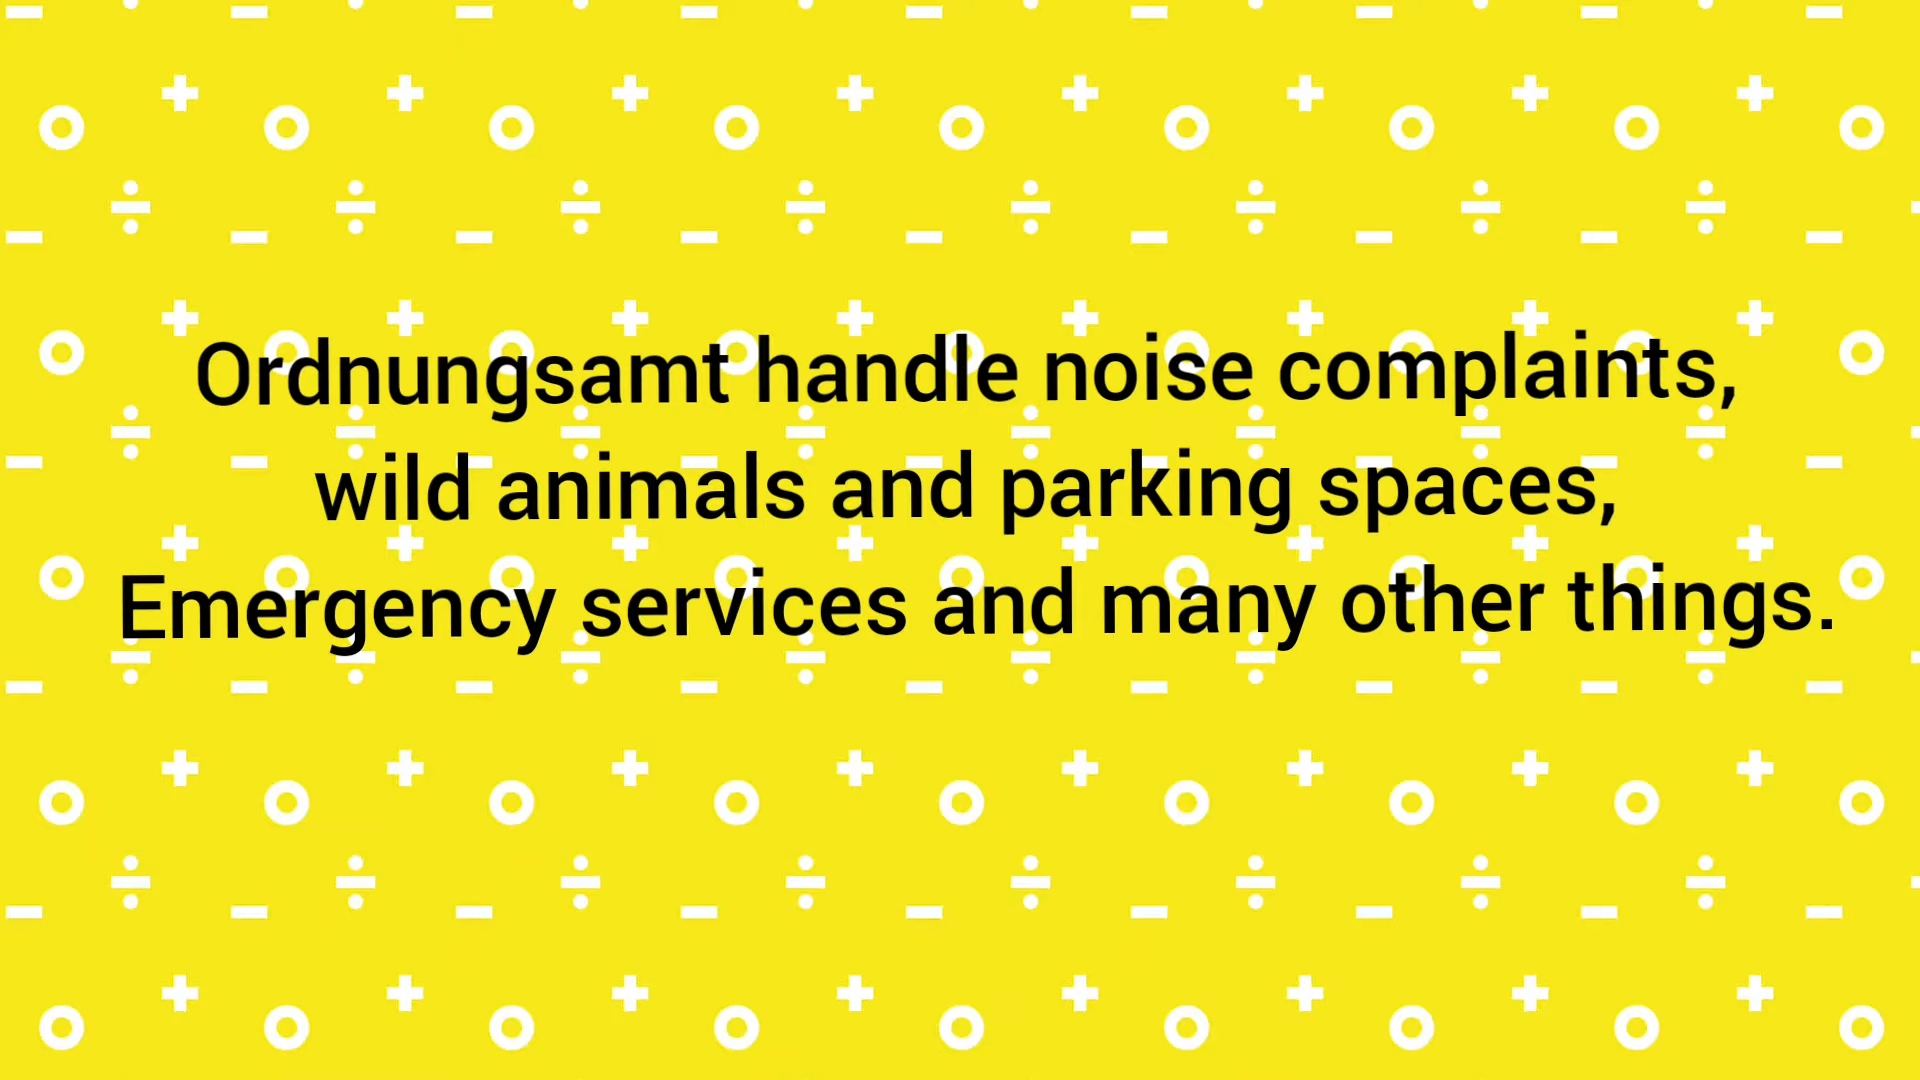 Ordnungsamt handle noise complaints,
wild animals and parking spaces,
Emergency services and many other things.